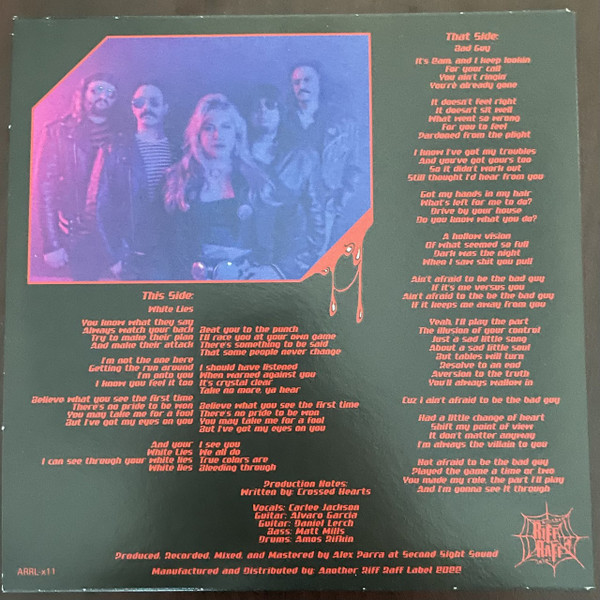 That Side:
Bad Guy
It's 2am, and I keep lookin
For your call
You ain't ringin'
You're already gone
It doesn't feel right
It doesn't sit well
What went so wrong
For you to feel
Pardoned from the plight
I know I've got my troubles
And you've got yours too
So it didn't work out
Still thought I'd hear from you
Got my hands in my hair
What's left for me to do?
Drive by your house
Do you know what you do?
A hollow vision
Of what seemed so full
Dark was the night
When I saw shit you pull
Ain't afraid to be the bad guy
If it's me versus you
Ain't afraid to the be the bad guy
If it keeps me away from you
Yeah, I'll play the part
The illusion of your control
Just a sad little song
About a sad little soul
But tables will turn
Resolve to an end
Aversion to the truth
You'll always wallow in
Cuz i ain't afraid to be the bad guy
Had a little change of heart
Shift my point of view
It don't matter anyway
I'm always the villain to you
Not afraid to be the bad guy
Played the game a time or two
You made my role, the part I'll play
And I'm gonna see it through
This Side:
White Lies
You know what they say
Always watch your back
Try to make their plan
And make their attack
Beat you to the punch
I'll race you at your own game
There's something to be said
That some people never change
I'm not the one here
Getting the run around
I'm onto you
I know you feel it too
I should have listened
When warned against you
It's crystal clear
Take no more, ya hear
Believe what you see the first time
There's no pride to be won
You may take me for a fool
But I've got my eyes on you
Believe what you see the first time
There's no pride to be won
You may take me for a fool
But I've got my eyes on you
And your
White Lies
I can see through your white lies
White lies
I see you
We all do
True colors are
Bleeding through
Production Notes:
Written by: Crossed Hearts
Vocals: Carlee Jackson
Guitar: Alvaro Garcia
Guitar: Daniel Lerch
Bass: Matt Mills
Drums: Amos Rifkin
Produced, Recorded, Mixed, and Mastered by Alex Parra at Second Sight Sound
Manufactured and Distributed by: Another Riff Raff Label 2022
ARRL-x11
RIFF
RAFF